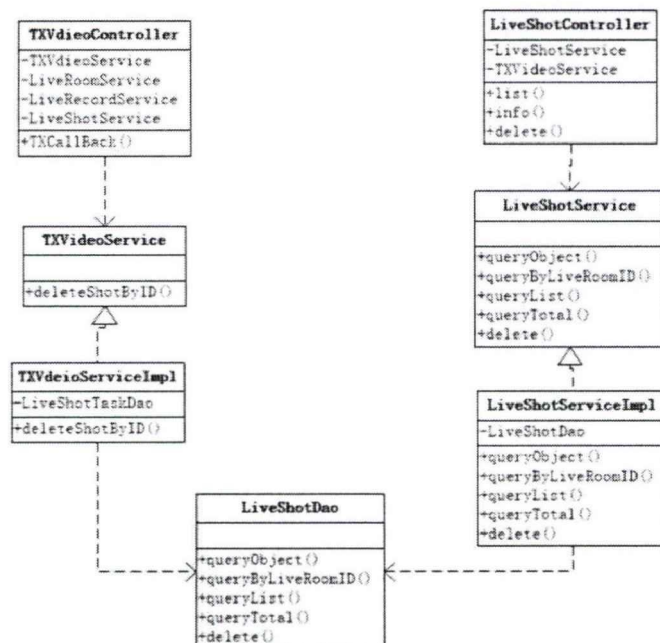 TXVdieoController
-TXVdieoService
-LiveRoomService
-LiveRecordService
-LiveShotService
+TXCallBack()
LiveShotController
-LiveShotService
-TXVideoService
+list()
+info()
+delete()
TXVideoService
+deleteShotByID()
LiveShotService
+queryObject()
+queryByLiveRoomID()
+queryList()
+queryTotal()
+delete()
TXVdeioServiceImpl
-LiveShotTaskDao
+deleteShotByID()
LiveShotServiceImpl
-LiveShotDao
+queryObject()
+queryByLiveRoomID()
+queryList()
+queryTotal()
+delete()
LiveShotDao
+queryObject()
+queryByLiveRoomID()
+queryList()
+queryTotal()
+delete()